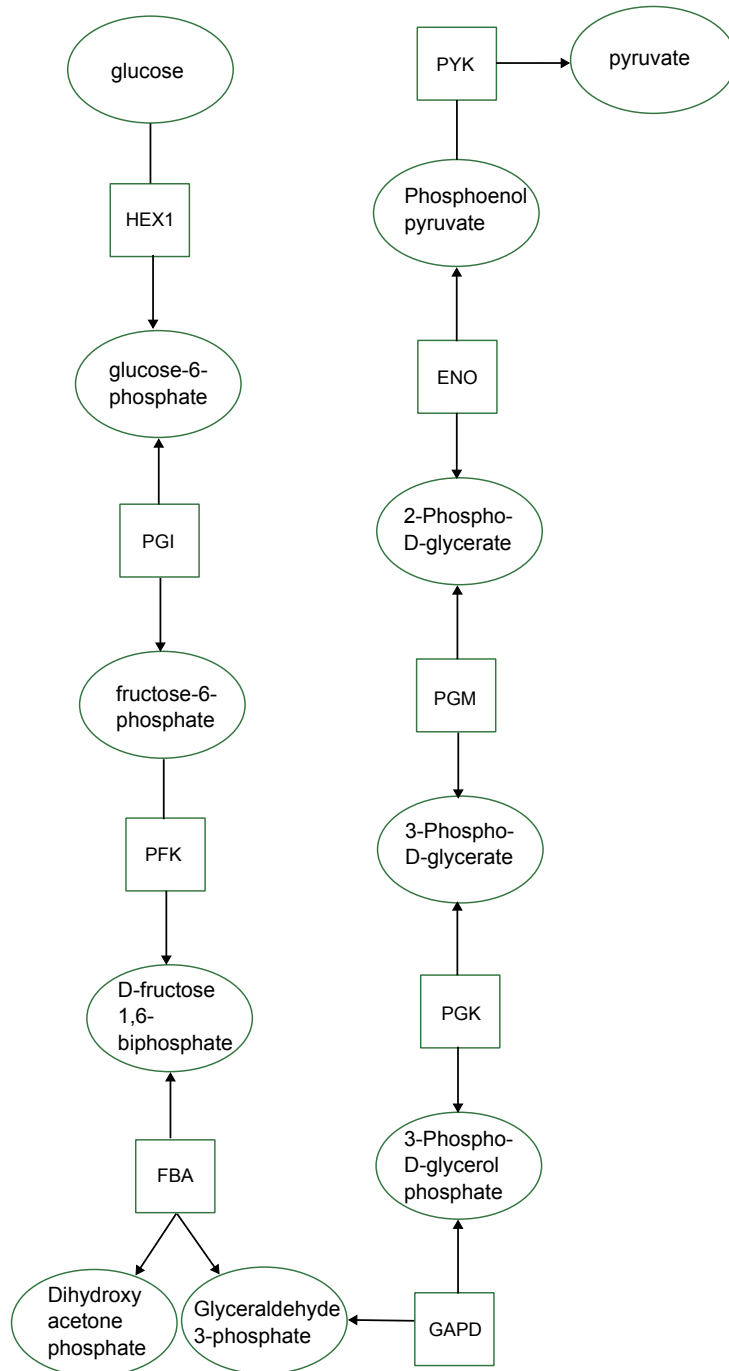 glucose
HEX1
glucose-6-
phosphate
PGI
fructose-6-
phosphate
PFK
D-fructose
1,6-
biphosphate
FBA
Dihydroxy
acetone
phosphate
Glyceraldehyde
3-phosphate
GAPD
3-Phospho-
D-glycerol
phosphate
PGK
3-Phospho-
D-glycerate
PGM
2-Phospho-
D-glycerate
ENO
Phosphoenol
pyruvate
PYK
pyruvate